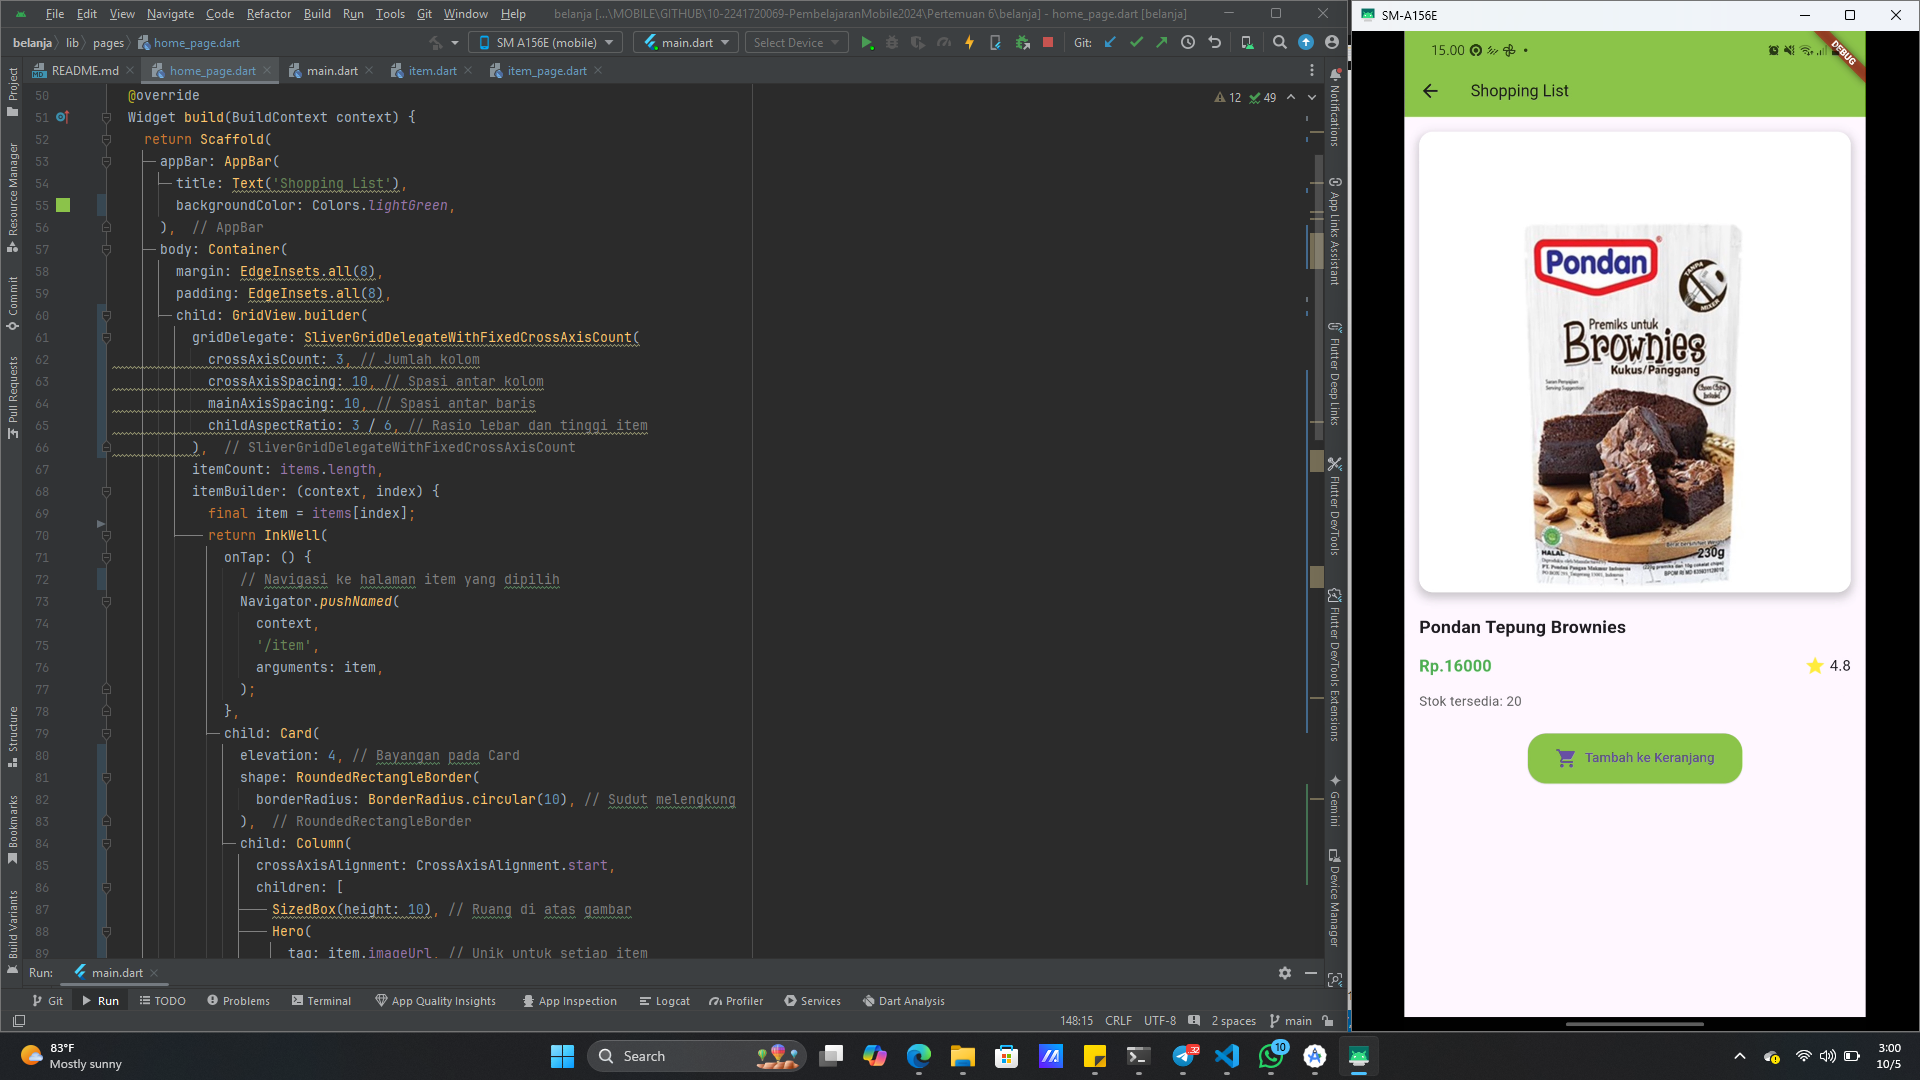 File Edit View Navigate Code Refactor Build Run Tools Git Window Help belanja [...\MOBILE\GITHUB\10-2241720069-PembelajaranMobile2024\Pertemuan 6\belanja] - home_page.dart [belanja]
belanja lib pages home_page.dart SM A156E (mobile) main.dart Select Device Git:
README.md home_page.dart main.dart item.dart item_page.dart
12 49
50 @override
51 Widget build(BuildContext context) {
52 return Scaffold(
53 appBar: AppBar(
54 title: Text('Shopping List'),
55 backgroundColor: Colors.lightGreen,
56 ), // AppBar
57 body: Container(
58 margin: EdgeInsets.all(8),
59 padding: EdgeInsets.all(8),
60 child: GridView.builder(
61 gridDelegate: SliverGridDelegateWithFixedCrossAxisCount(
62 crossAxisCount: 3, // Jumlah kolom
63 crossAxisSpacing: 10, // Spasi antar kolom
64 mainAxisSpacing: 10, // Spasi antar baris
65 childAspectRatio: 3 / 6, // Rasio lebar dan tinggi item
66 ), // SliverGridDelegateWithFixedCrossAxisCount
67 itemCount: items.length,
68 itemBuilder: (context, index) {
69 final item = items[index];
70 return InkWell(
71 onTap: () {
72 // Navigasi ke halaman item yang dipilih
73 Navigator.pushNamed(
74 context,
75 '/item',
76 arguments: item,
77 );
78 },
79 child: Card(
80 elevation: 4, // Bayangan pada Card
81 shape: RoundedRectangleBorder(
82 borderRadius: BorderRadius.circular(10), // Sudut melengkung
83 ), // RoundedRectangleBorder
84 child: Column(
85 crossAxisAlignment: CrossAxisAlignment.start,
86 children: [
87 SizedBox(height: 10), // Ruang di atas gambar
88 Hero(
89 tag: item.imageUrl, // Unik untuk setiap item
Project
Resource Manager
Commit
Pull Requests
Structure
Bookmarks
Build Variants
Notifications
App Links Assistant
Flutter Deep Links
Flutter DevTools
Flutter DevTools Extensions
Gemini
Device Manager
Run: main.dart
Git Run TODO Problems Terminal App Quality Insights App Inspection Logcat Profiler Services Dart Analysis
148:15 CRLF UTF-8 2 spaces main
SM-A156E
15.00
DEBUG
Shopping List
Pondan
®
TANPA MIXER
Premiks untuk
Brownies
Kukus/Panggang
Saran Penyajian
Serving Suggestion
HALAL
230g
Pondan Tepung Brownies
Rp.16000 4.8
Stok tersedia: 20
Tambah ke Keranjang
83°F
Mostly sunny
Search
32
10
3:00
10/5